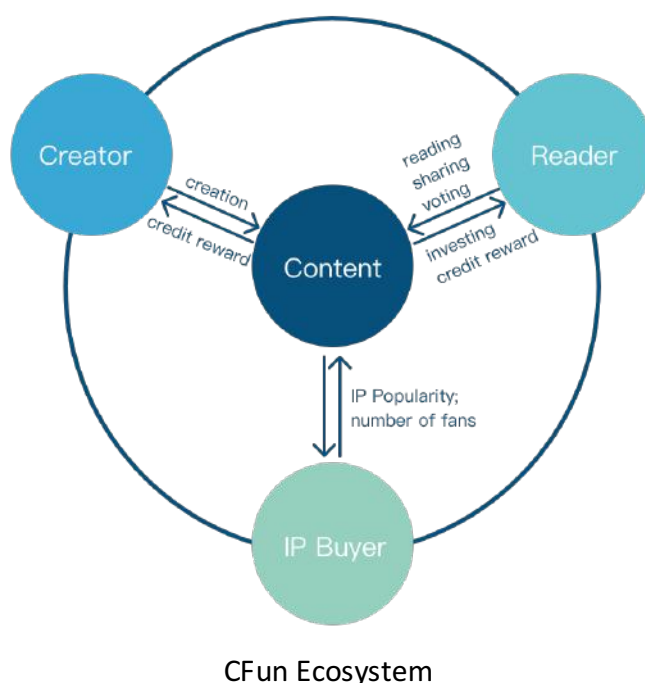 Creator
Reader
creation
credit reward
reading
sharing
voting
investing
credit reward
Content
IP Popularity;
number of fans
IP Buyer
CFun Ecosystem